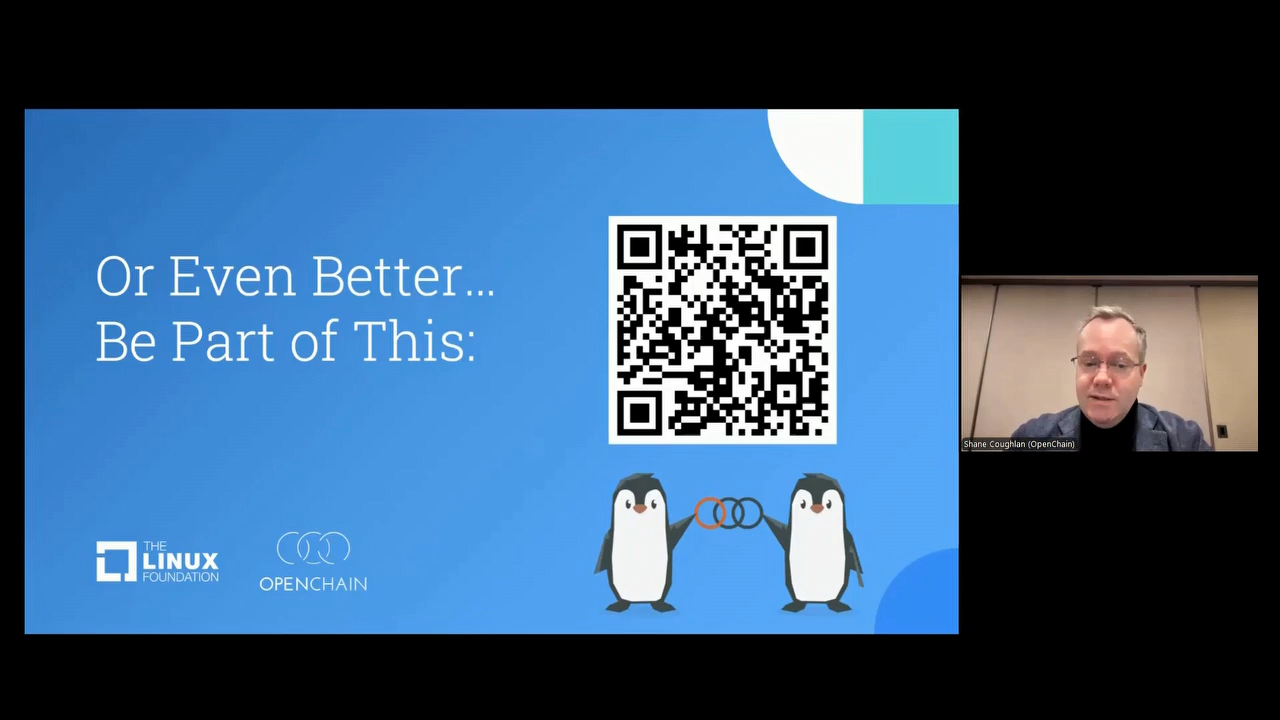 Or Even Better…
Be Part of This:
THE
LINUX
FOUNDATION
OPENCHAIN
Shane Coughlan (OpenChain)